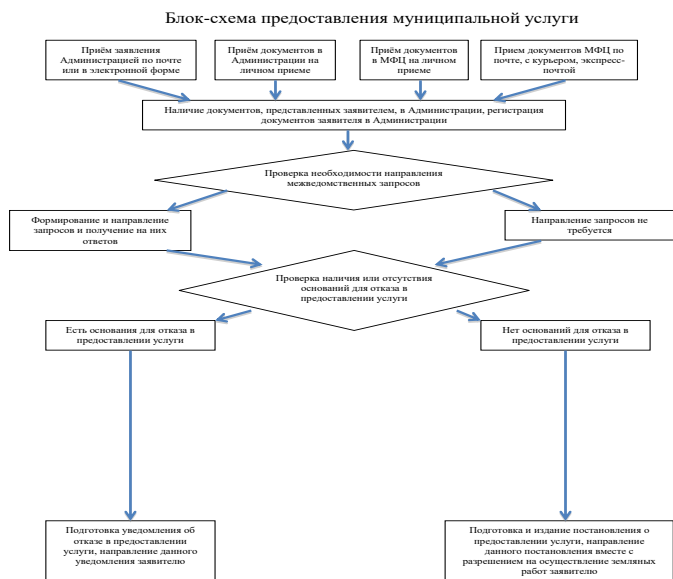 Блок-схема предоставления муниципальной услуги
Приём заявления
Администрацией по почте
или в электронной форме
Приём документов в
Администрации на
личном приеме
Приём документов
в МФЦ на личном
приеме
Прием документов МФЦ по
почте, с курьером, экспресс-
почтой
Наличие документов, представленных заявителем, в Администрации, регистрация
документов заявителя в Администрации
Проверка необходимости направления
межведомственных запросов
Формирование и направление
запросов и получение на них
ответов
Направление запросов не
требуется
Проверка наличия или отсутствия
оснований для отказа в
предоставлении услуги
Есть основания для отказа в
предоставлении услуги
Нет оснований для отказа в
предоставлении услуги
Подготовка уведомления об
отказе в предоставлении
услуги, направление данного
уведомления заявителю
Подготовка и издание постановления о
предоставлении услуги, направление
данного постановления вместе с
разрешением на осуществление земляных
работ заявителю